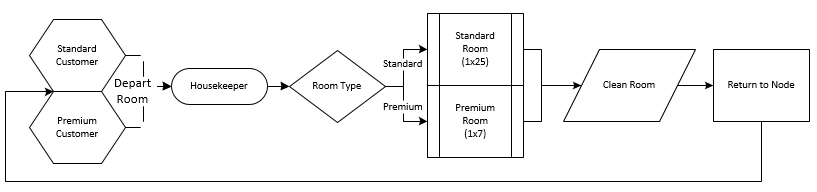 Standard
Customer
Premium
Customer
Depart
Room
Housekeeper
Room Type
Standard
Premium
Standard
Room
(1x25)
Premium
Room
(1x7)
Clean Room
Return to Node